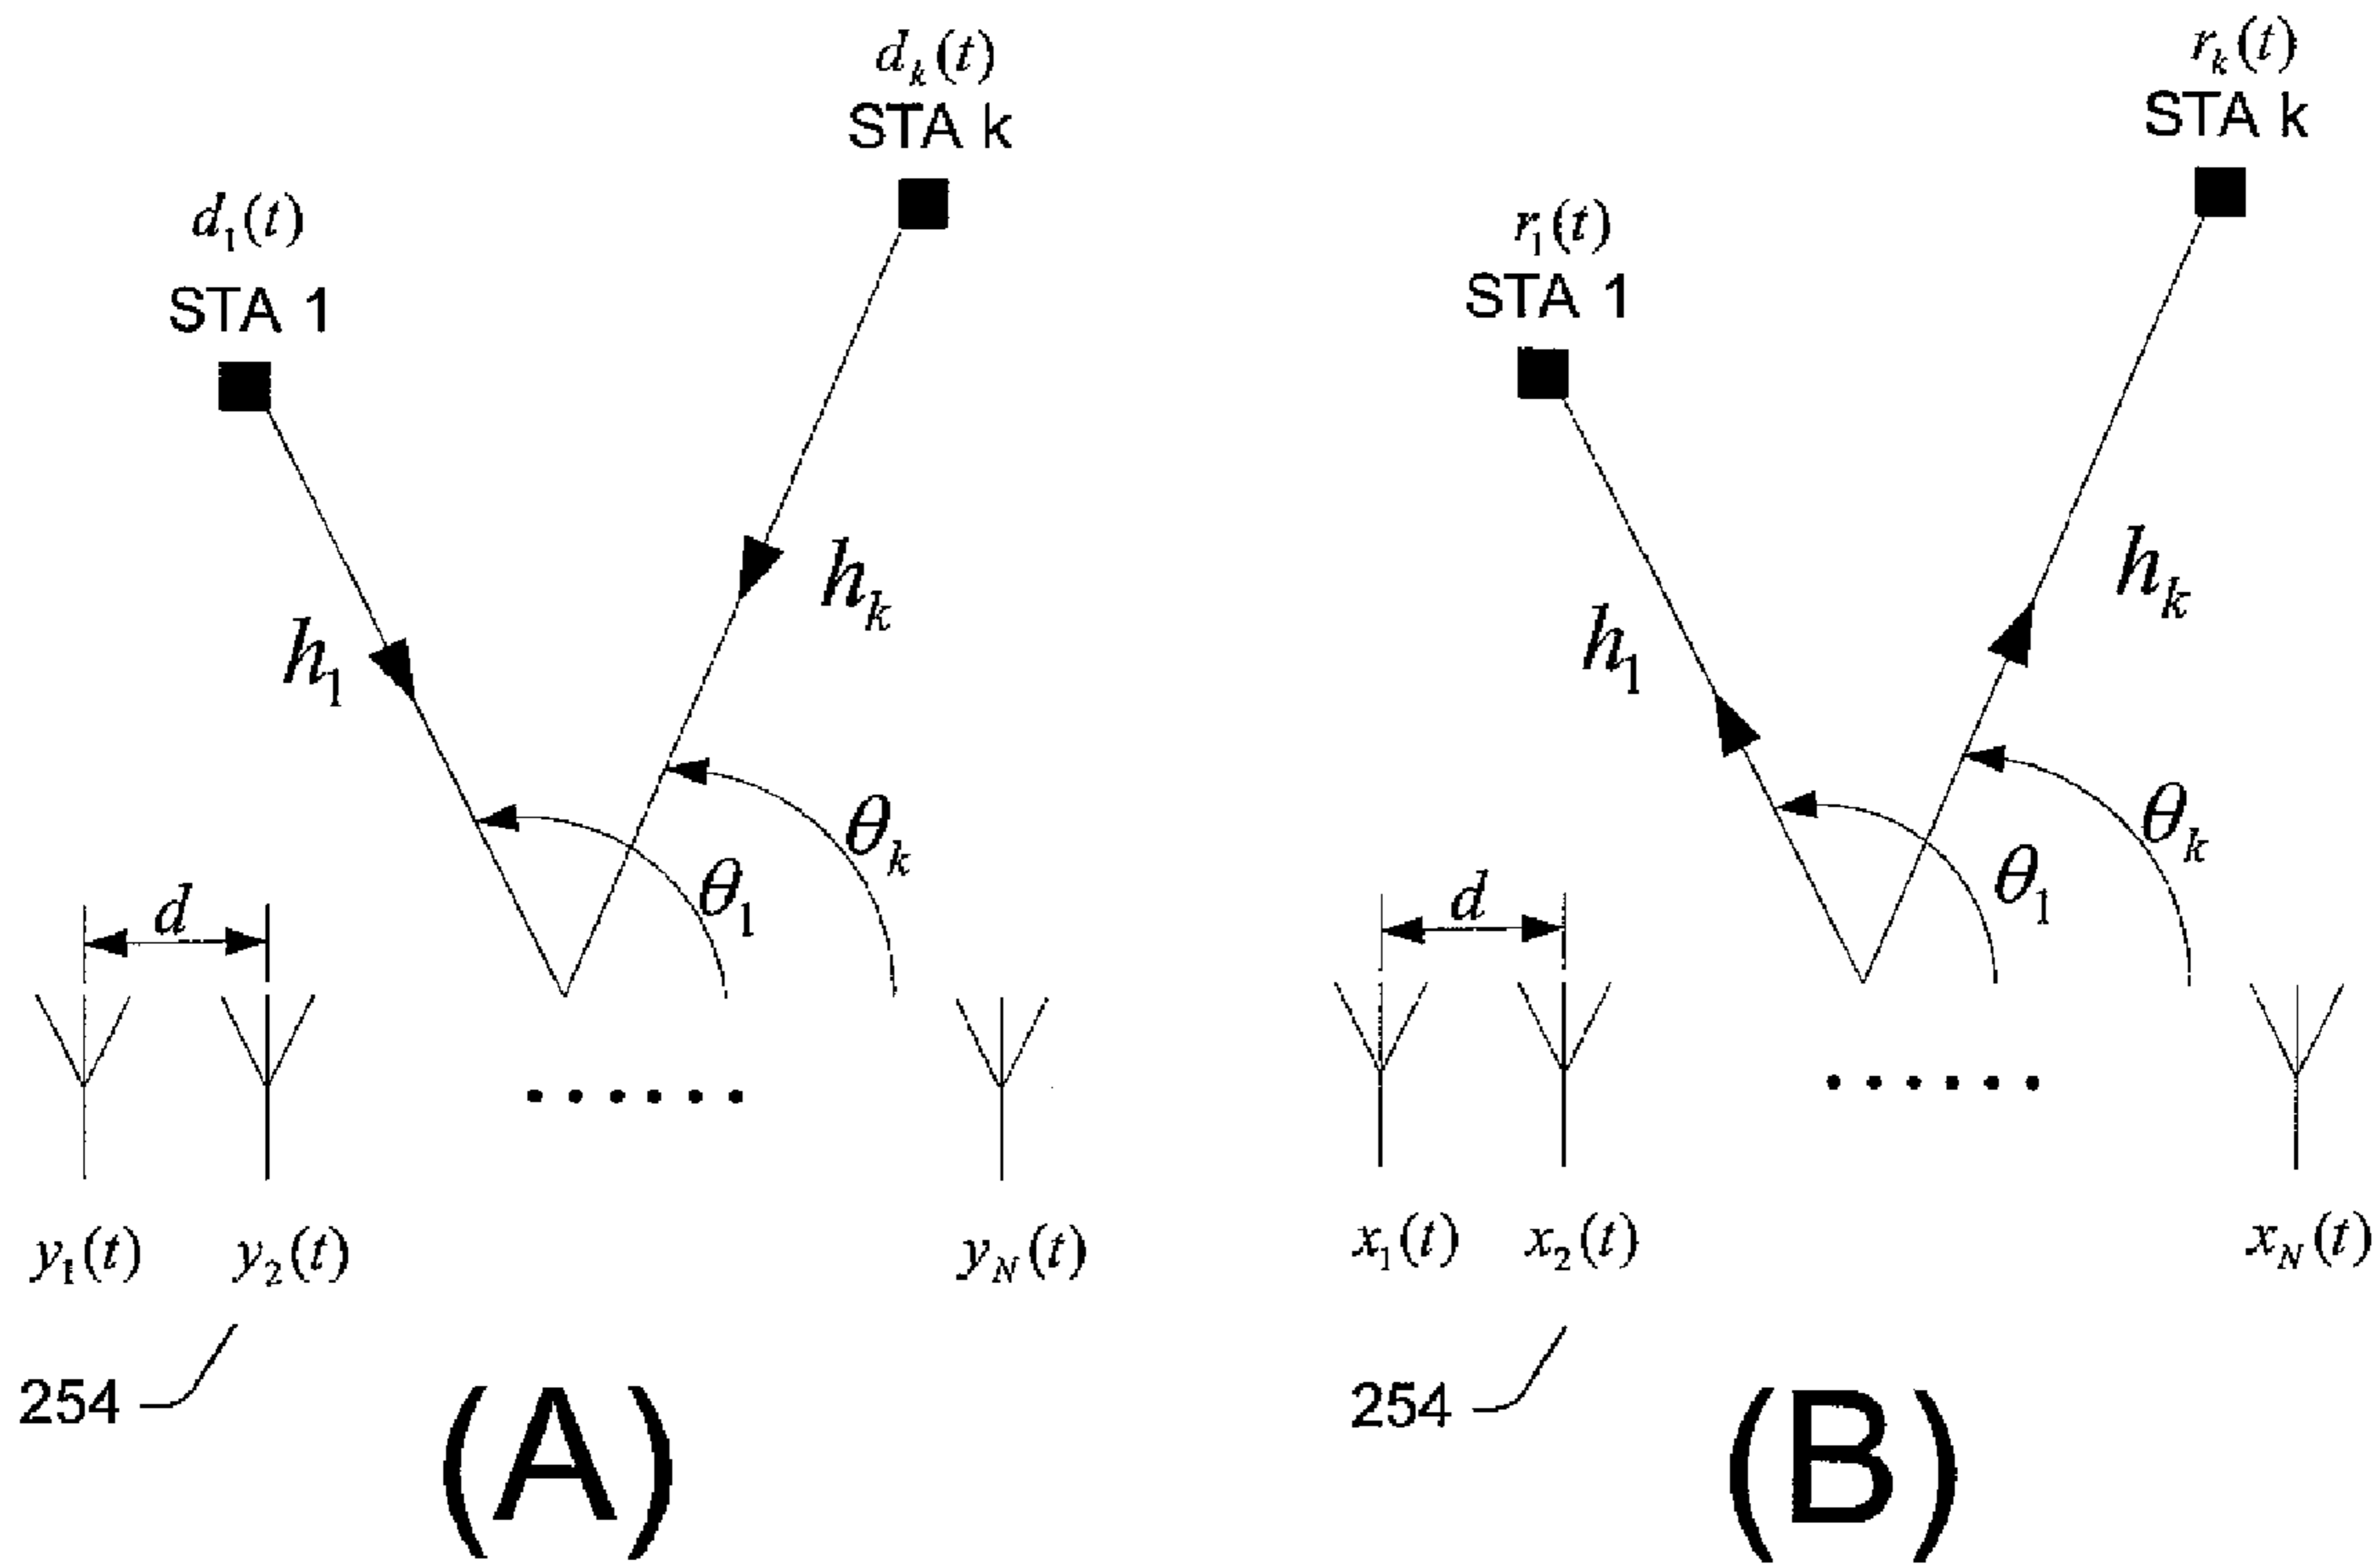 d_k(t)
STA k
d_1(t)
STA 1
h_k
h_1
θ_k
θ_1
d
y_1(t) y_2(t) y_N(t)
254
(A)
r_k(t)
STA k
r_1(t)
STA 1
h_k
h_1
θ_k
θ_1
d
x_1(t) x_2(t) x_N(t)
254
(B)